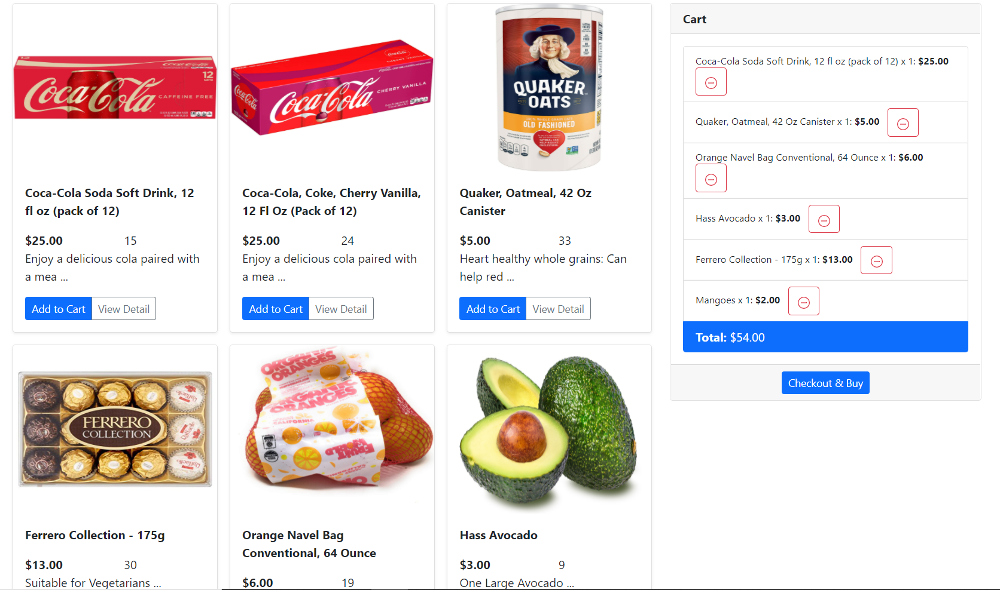 12
CANS
Coca-Cola
CAFFEINE FREE
Coca-Cola Soda Soft Drink, 12
fl oz (pack of 12)
$25.00 15
Enjoy a delicious cola paired with
a mea ...
Add to Cart View Detail
Coca-Cola
CHERRY VANILLA
Coca-Cola, Coke, Cherry Vanilla,
12 Fl Oz (Pack of 12)
$25.00 24
Enjoy a delicious cola paired with
a mea ...
Add to Cart View Detail
QUAKER
OATS
100% WHOLE GRAIN OATS
OLD FASHIONED
Quaker, Oatmeal, 42 Oz
Canister
$5.00 33
Heart healthy whole grains: Can
help red ...
Add to Cart View Detail
FERRERO
COLLECTION
Ferrero Collection - 175g
$13.00 30
Suitable for Vegetarians ...
ORGANIC
ORANGES
CALIFORNIA
Orange Navel Bag
Conventional, 64 Ounce
$6.00 19
Hass Avocado
$3.00 9
One Large Avocado ...
Cart
Coca-Cola Soda Soft Drink, 12 fl oz (pack of 12) x 1: $25.00
Quaker, Oatmeal, 42 Oz Canister x 1: $5.00
Orange Navel Bag Conventional, 64 Ounce x 1: $6.00
Hass Avocado x 1: $3.00
Ferrero Collection - 175g x 1: $13.00
Mangoes x 1: $2.00
Total: $54.00
Checkout & Buy